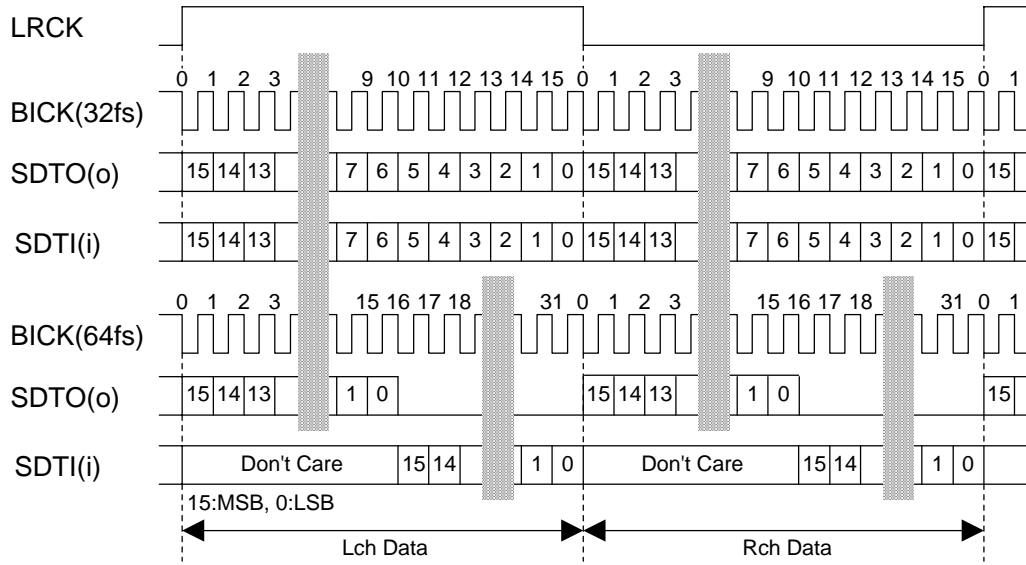 LRCK
0 1 2 3 9 10 11 12 13 14 15 0 1 2 3 9 10 11 12 13 14 15 0 1
BICK(32fs)
SDTO(o) 15 14 13 7 6 5 4 3 2 1 0 15 14 13 7 6 5 4 3 2 1 0 15
SDTI(i) 15 14 13 7 6 5 4 3 2 1 0 15 14 13 7 6 5 4 3 2 1 0 15
0 1 2 3 15 16 17 18 31 0 1 2 3 15 16 17 18 31 0 1
BICK(64fs)
SDTO(o) 15 14 13 1 0 15 14 13 1 0 15
SDTI(i) Don't Care 15 14 1 0 Don't Care 15 14 1 0
15:MSB, 0:LSB
Lch Data Rch Data